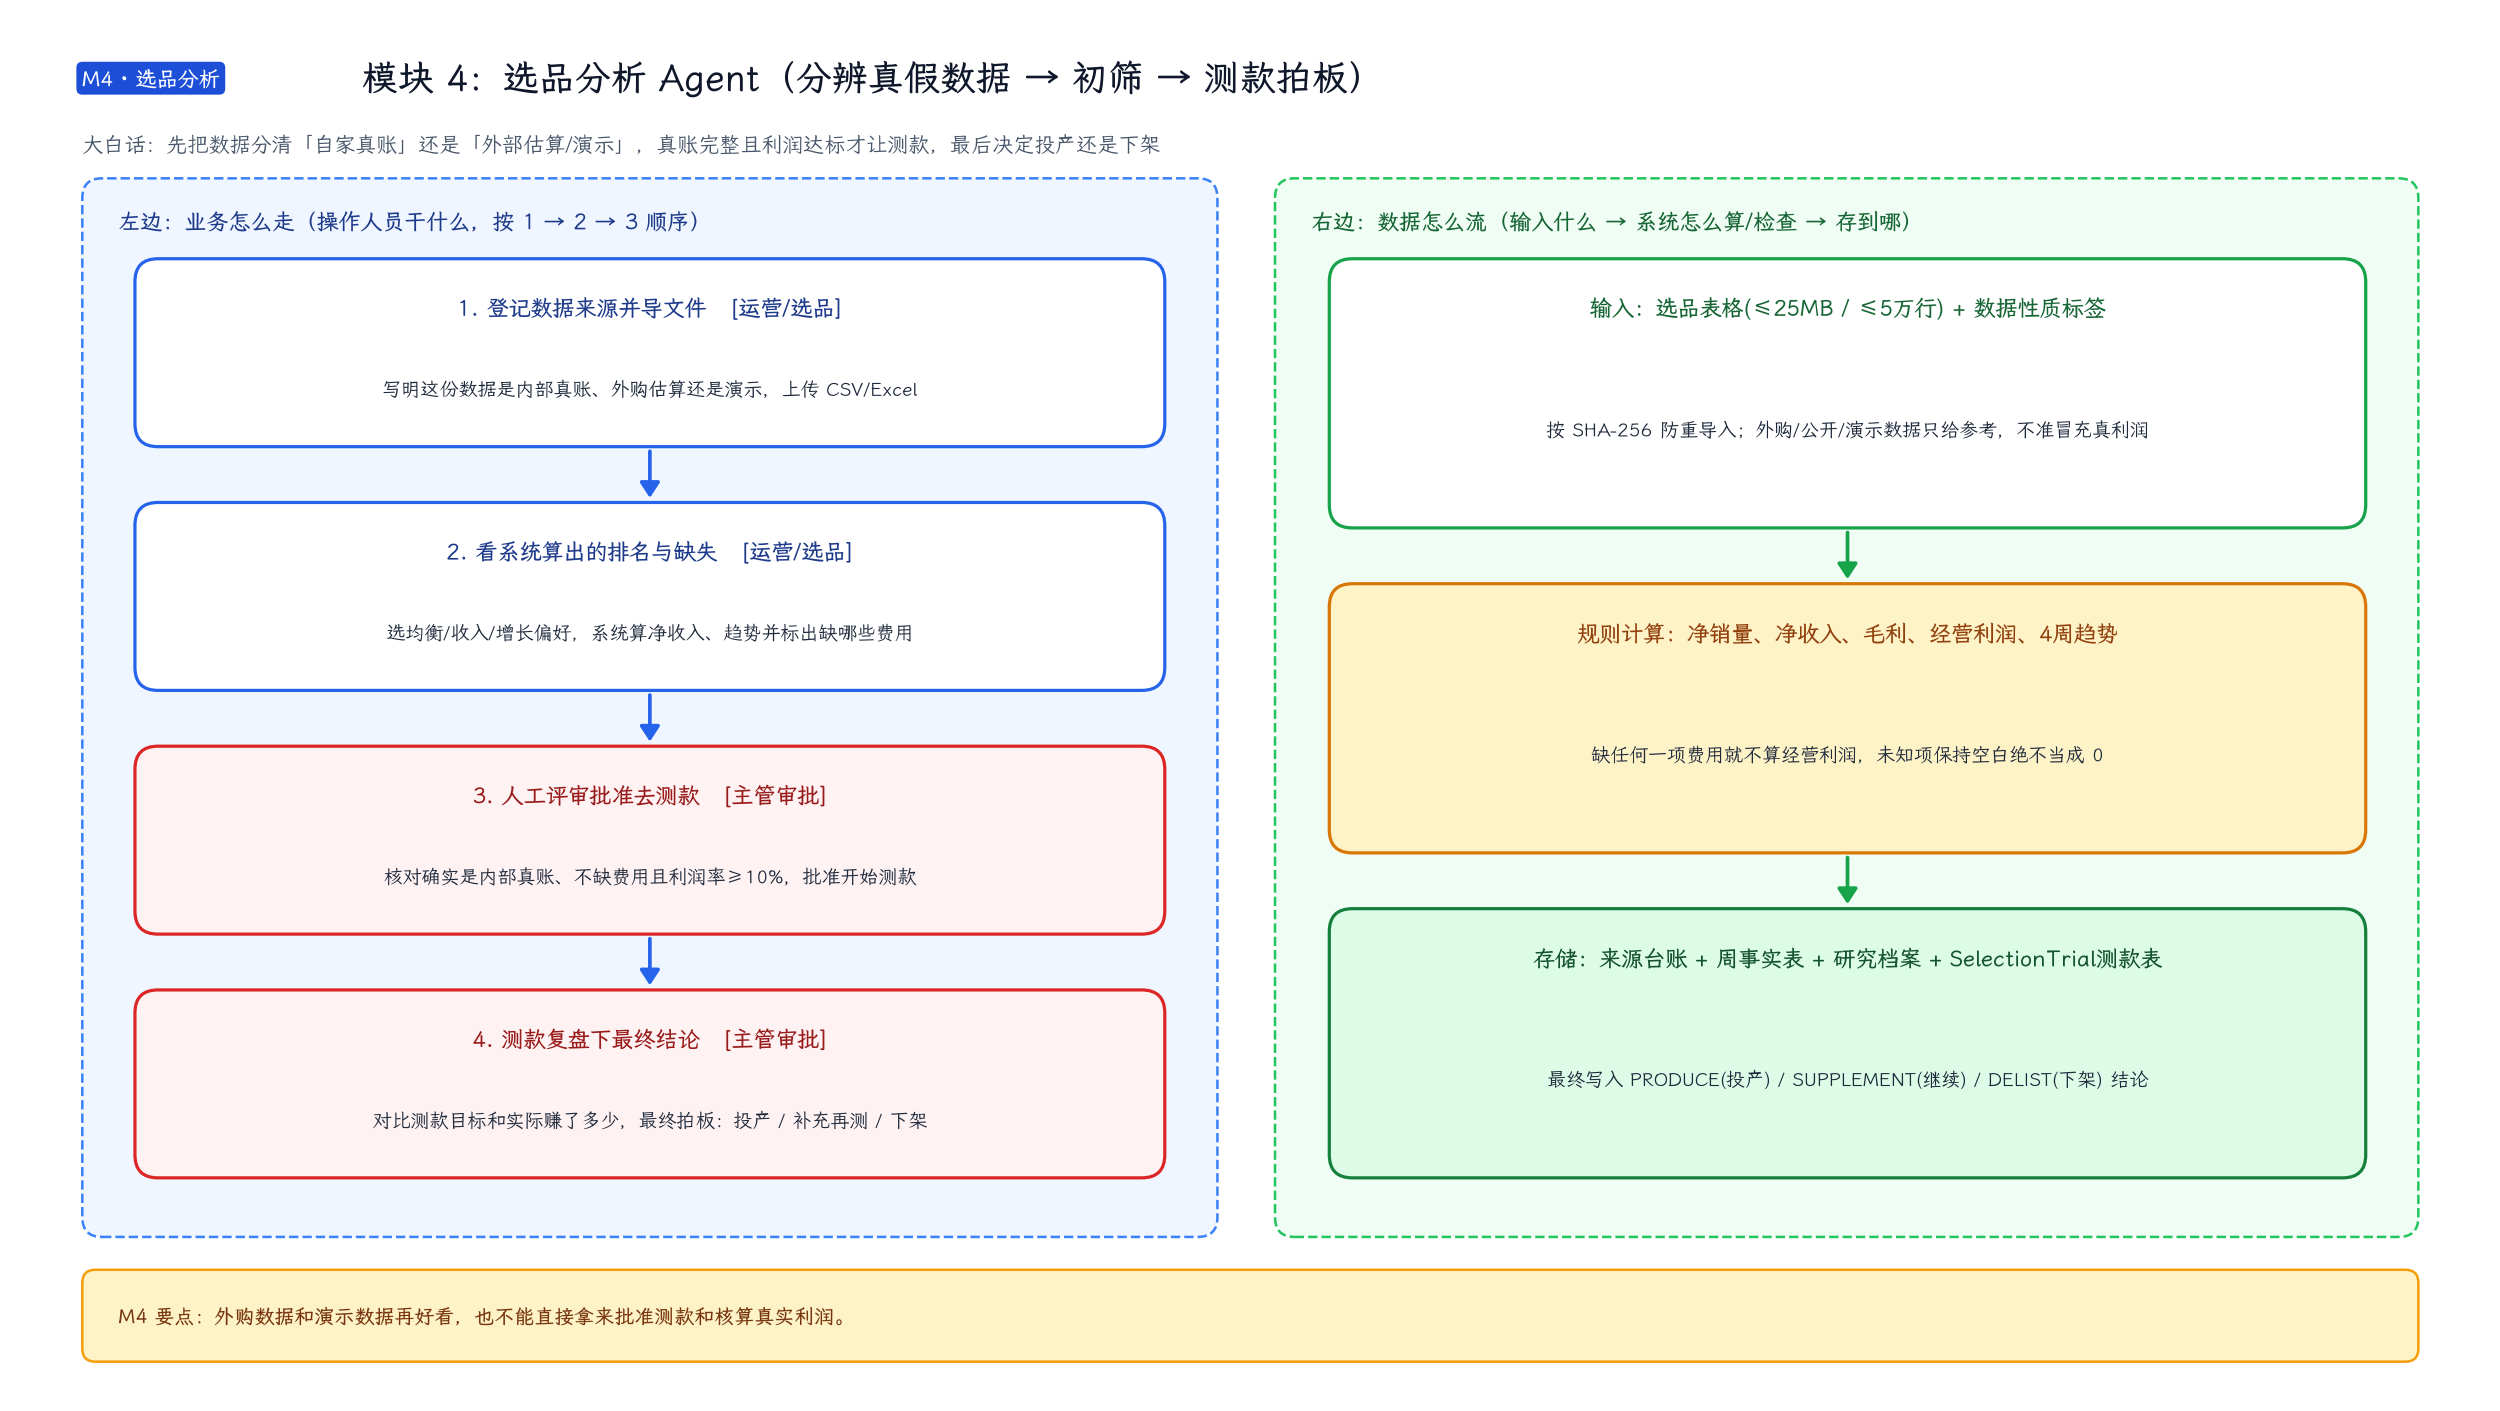 M4 · 选品分析
模块 4：选品分析 Agent（分辨真假数据 → 初筛 → 测款拍板）
大白话：先把数据分清「自家真账」还是「外部估算/演示」，真账完整且利润达标才让测款，最后决定投产还是下架
左边：业务怎么走（操作人员干什么，按 1 → 2 → 3 顺序）
1. 登记数据来源并导文件 [运营/选品]
写明这份数据是内部真账、外购估算还是演示，上传 CSV/Excel
2. 看系统算出的排名与缺失 [运营/选品]
选均衡/收入/增长偏好，系统算净收入、趋势并标出缺哪些费用
3. 人工评审批准去测款 [主管审批]
核对确实是内部真账、不缺费用且利润率≥10%，批准开始测款
4. 测款复盘下最终结论 [主管审批]
对比测款目标和实际赚了多少，最终拍板：投产 / 补充再测 / 下架
右边：数据怎么流（输入什么 → 系统怎么算/检查 → 存到哪）
输入：选品表格(≤25MB / ≤5万行) + 数据性质标签
按 SHA-256 防重导入；外购/公开/演示数据只给参考，不准冒充真利润
规则计算：净销量、净收入、毛利、经营利润、4周趋势
缺任何一项费用就不算经营利润，未知项保持空白绝不当成 0
存储：来源台账 + 周事实表 + 研究档案 + SelectionTrial测款表
最终写入 PRODUCE(投产) / SUPPLEMENT(继续) / DELIST(下架) 结论
M4 要点：外购数据和演示数据再好看，也不能直接拿来批准测款和核算真实利润。